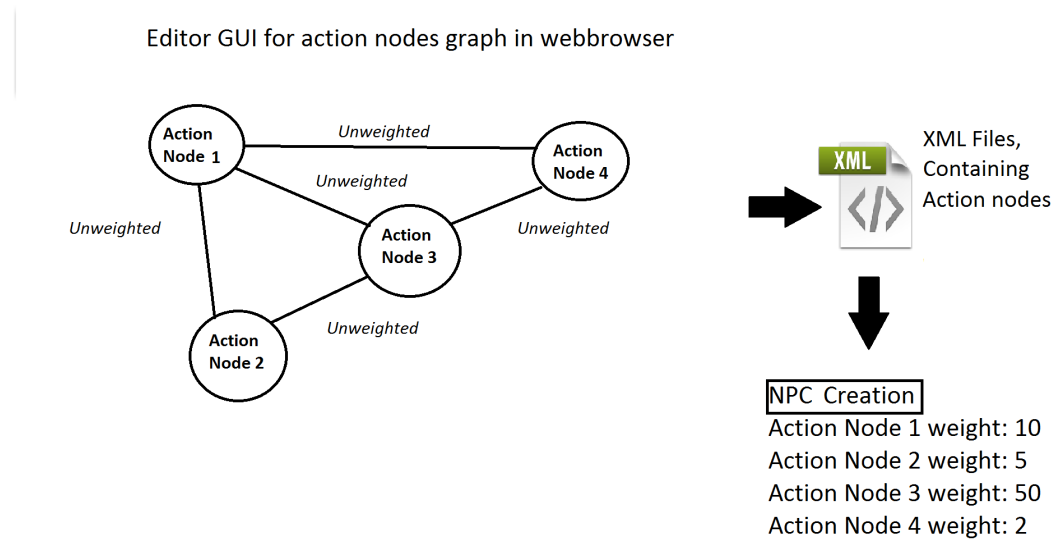 Editor GUI for action nodes graph in webbrowser
Action
Node 1
Unweighted
Action
Node 4
Unweighted
Unweighted
Action
Node 3
Unweighted
Unweighted
Action
Node 2
XML
</>
XML Files,
Containing
Action nodes
NPC Creation
Action Node 1 weight: 10
Action Node 2 weight: 5
Action Node 3 weight: 50
Action Node 4 weight: 2